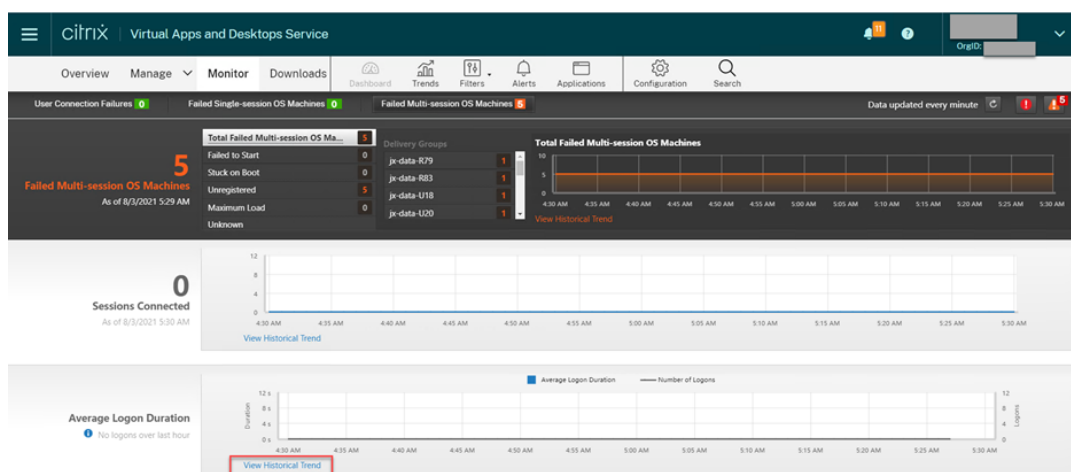 citrix | Virtual Apps and Desktops Service
11
OrgID:
Overview Manage Monitor Downloads Dashboard Trends Filters Alerts Applications Configuration Search
User Connection Failures 0 Failed Single-session OS Machines 0 Failed Multi-session OS Machines 5 Data updated every minute 5
5
Failed Multi-session OS Machines
As of 8/3/2021 5:29 AM
Total Failed Multi-session OS Ma... 5
Failed to Start 0
Stuck on Boot 0
Unregistered 5
Maximum Load 0
Unknown
Delivery Groups
jx-data-R79 1
jx-data-R83 1
jx-data-U18 1
jx-data-U20 1
Total Failed Multi-session OS Machines
10
5
0
4:30 AM 4:35 AM 4:40 AM 4:45 AM 4:50 AM 4:55 AM 5:00 AM 5:05 AM 5:10 AM 5:15 AM 5:20 AM 5:25 AM 5:30 AM
View Historical Trend
0
Sessions Connected
As of 8/3/2021 5:30 AM
12
8
4
0
4:30 AM 4:35 AM 4:40 AM 4:45 AM 4:50 AM 4:55 AM 5:00 AM 5:05 AM 5:10 AM 5:15 AM 5:20 AM 5:25 AM 5:30 AM
View Historical Trend
Average Logon Duration
No logons over last hour
Average Logon Duration Number of Logons
Duration
12 s
8 s
4 s
0 s
12
8
4
0
Logons
4:30 AM 4:35 AM 4:40 AM 4:45 AM 4:50 AM 4:55 AM 5:00 AM 5:05 AM 5:10 AM 5:15 AM 5:20 AM 5:25 AM 5:30 AM
View Historical Trend